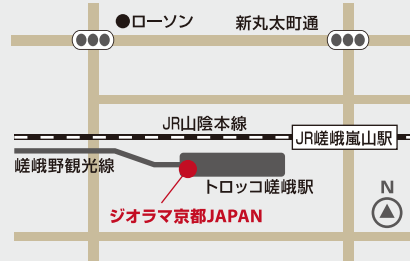 ●ローソン
新丸太町通
JR山陰本線
JR嵯峨嵐山駅
嵯峨野観光線
トロッコ嵯峨駅
ジオラマ京都JAPAN
N